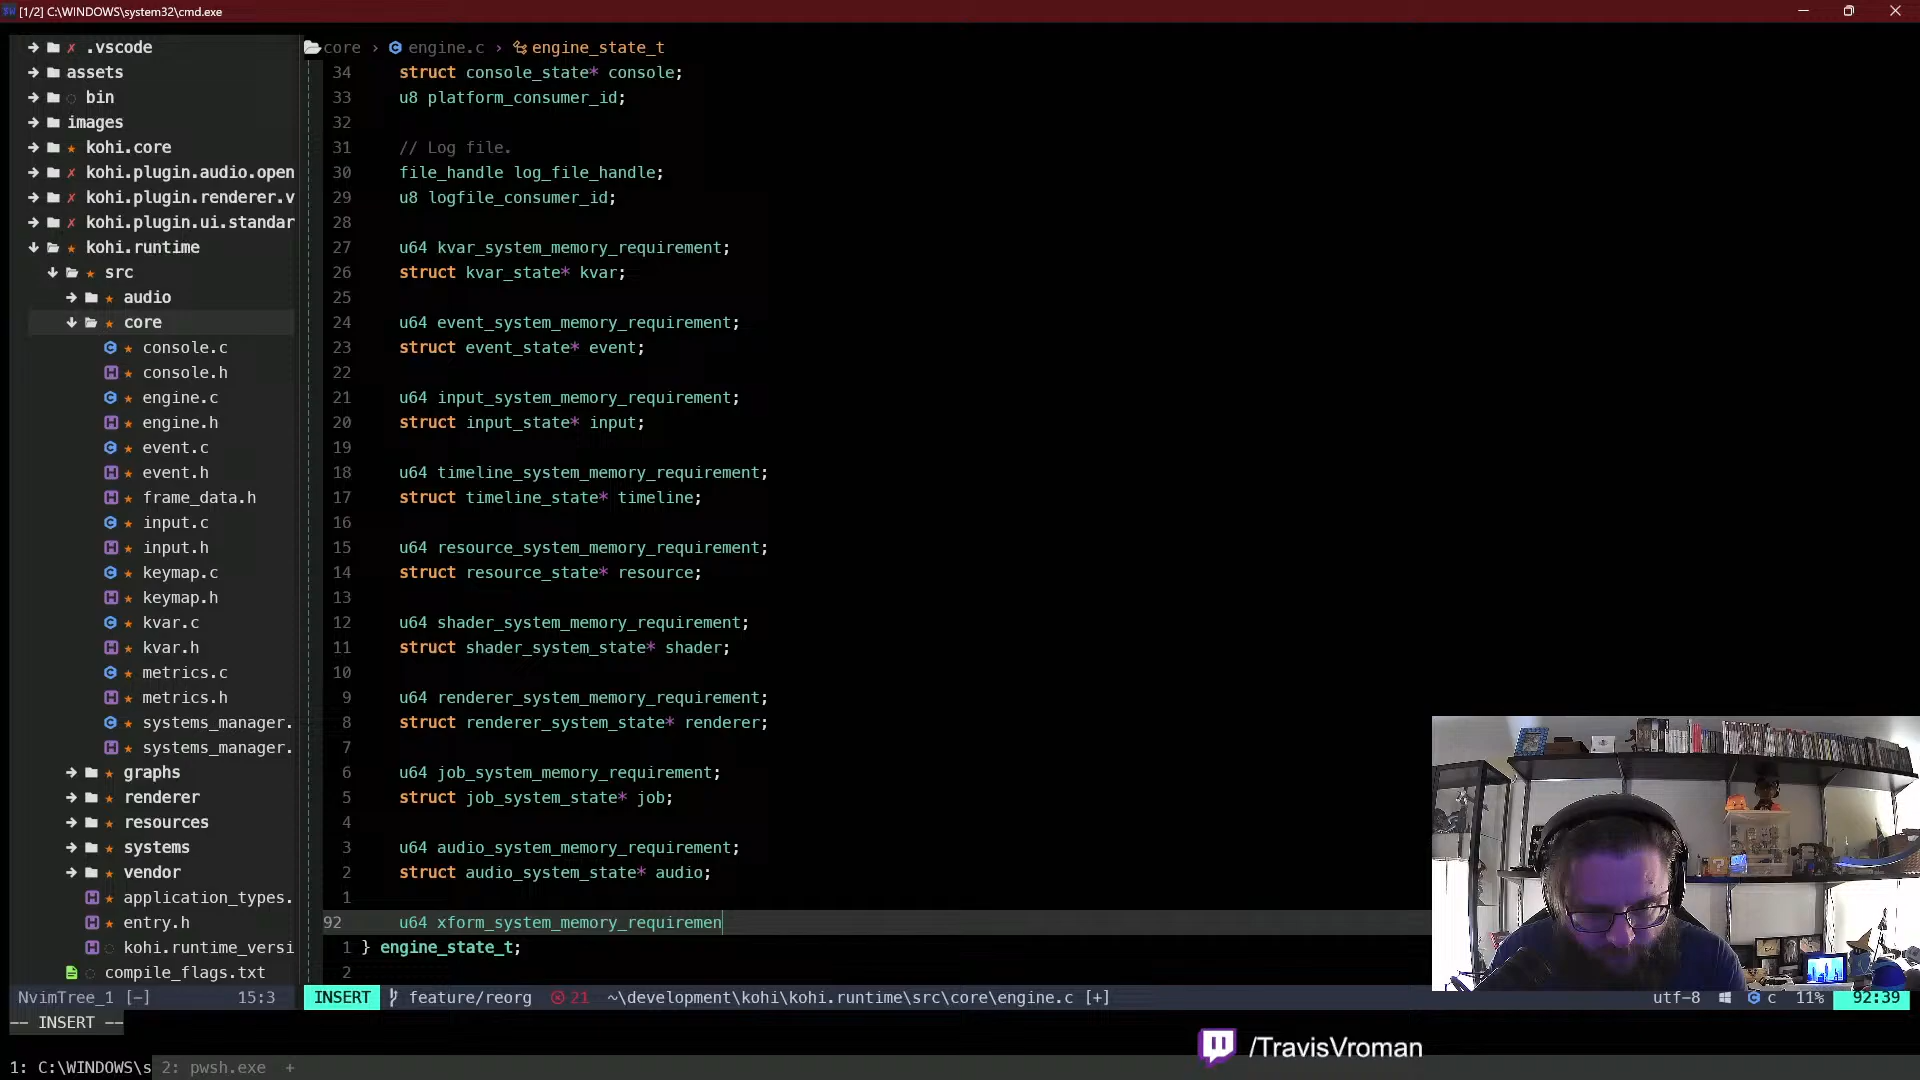 [1/2] C:\WINDOWS\system32\cmd.exe
.vscode
assets
bin
images
kohi.core
kohi.plugin.audio.open
kohi.plugin.renderer.v
kohi.plugin.ui.standar
kohi.runtime
src
audio
core
console.c
console.h
engine.c
engine.h
event.c
event.h
frame_data.h
input.c
input.h
keymap.c
keymap.h
kvar.c
kvar.h
metrics.c
metrics.h
systems_manager.
systems_manager.
graphs
renderer
resources
systems
vendor
application_types.
entry.h
kohi.runtime_versi
compile_flags.txt
NvimTree_1 [-] 15:3
core › engine.c › engine_state_t
34 struct console_state* console;
33 u8 platform_consumer_id;
32
31 // Log file.
30 file_handle log_file_handle;
29 u8 logfile_consumer_id;
28
27 u64 kvar_system_memory_requirement;
26 struct kvar_state* kvar;
25
24 u64 event_system_memory_requirement;
23 struct event_state* event;
22
21 u64 input_system_memory_requirement;
20 struct input_state* input;
19
18 u64 timeline_system_memory_requirement;
17 struct timeline_state* timeline;
16
15 u64 resource_system_memory_requirement;
14 struct resource_state* resource;
13
12 u64 shader_system_memory_requirement;
11 struct shader_system_state* shader;
10
9 u64 renderer_system_memory_requirement;
8 struct renderer_system_state* renderer;
7
6 u64 job_system_memory_requirement;
5 struct job_system_state* job;
4
3 u64 audio_system_memory_requirement;
2 struct audio_system_state* audio;
1
92 u64 xform_system_memory_requiremen
1 } engine_state_t;
2
INSERT feature/reorg 21 ~\development\kohi\kohi.runtime\src\core\engine.c [+] utf-8 c 11% 92:39
-- INSERT --
/TravisVroman
1: C:\WINDOWS\s 2: pwsh.exe +